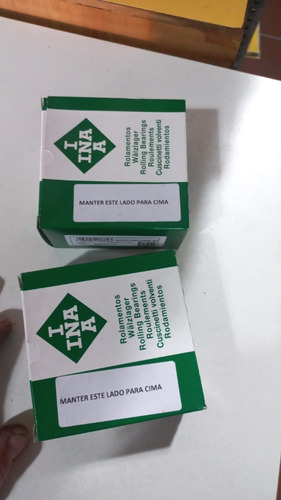 I
INA
A
Rolamentos
Wälzlager
Rolling Bearings
Roulements
Cuscinetti volventi
Rodamientos
MANTER ESTE LADO PARA CIMA
I
INA
A
Rolamentos
Wälzlager
Rolling Bearings
Roulements
Cuscinetti volventi
Rodamientos
MANTER ESTE LADO PARA CIMA